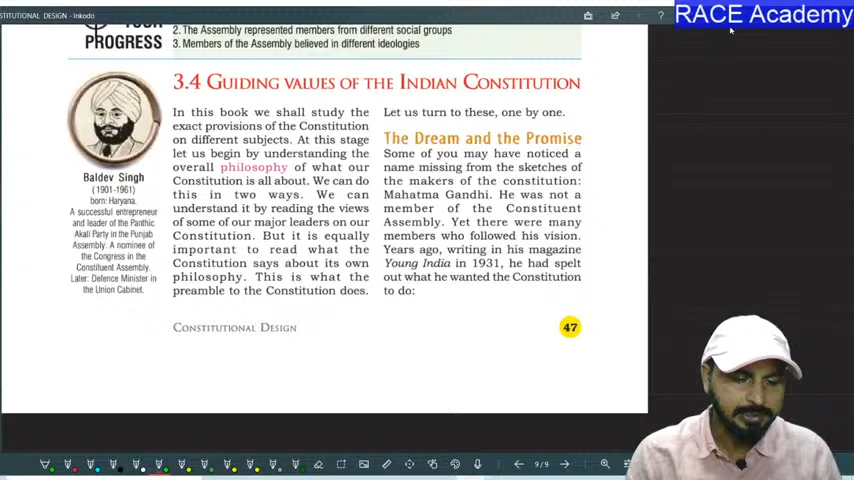 NSTITUTIONAL DESIGN - Inkodo
RACE Academy
PROGRESS
2. The Assembly represented members from different social groups
3. Members of the Assembly believed in different ideologies
3.4 GUIDING VALUES OF THE INDIAN CONSTITUTION
Baldev Singh
(1901-1961)
born: Haryana.
A successful entrepreneur
and leader of the Panthic
Akali Party in the Punjab
Assembly. A nominee of
the Congress in the
Constituent Assembly.
Later: Defence Minister in
the Union Cabinet.
In this book we shall study the
exact provisions of the Constitution
on different subjects. At this stage
let us begin by understanding the
overall philosophy of what our
Constitution is all about. We can do
this in two ways. We can
understand it by reading the views
of some of our major leaders on our
Constitution. But it is equally
important to read what the
Constitution says about its own
philosophy. This is what the
preamble to the Constitution does.
Let us turn to these, one by one.
The Dream and the Promise
Some of you may have noticed a
name missing from the sketches of
the makers of the constitution:
Mahatma Gandhi. He was not a
member of the Constituent
Assembly. Yet there were many
members who followed his vision.
Years ago, writing in his magazine
Young India in 1931, he had spelt
out what he wanted the Constitution
to do:
CONSTITUTIONAL DESIGN
47
9/9